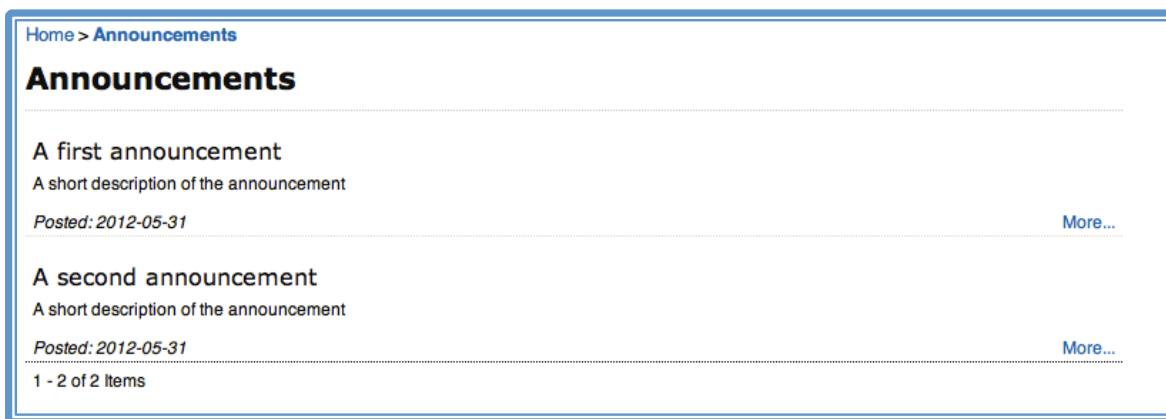 Home > Announcements
Announcements
A first announcement
A short description of the announcement
Posted: 2012-05-31 More...
A second announcement
A short description of the announcement
Posted: 2012-05-31 More...
1 - 2 of 2 Items